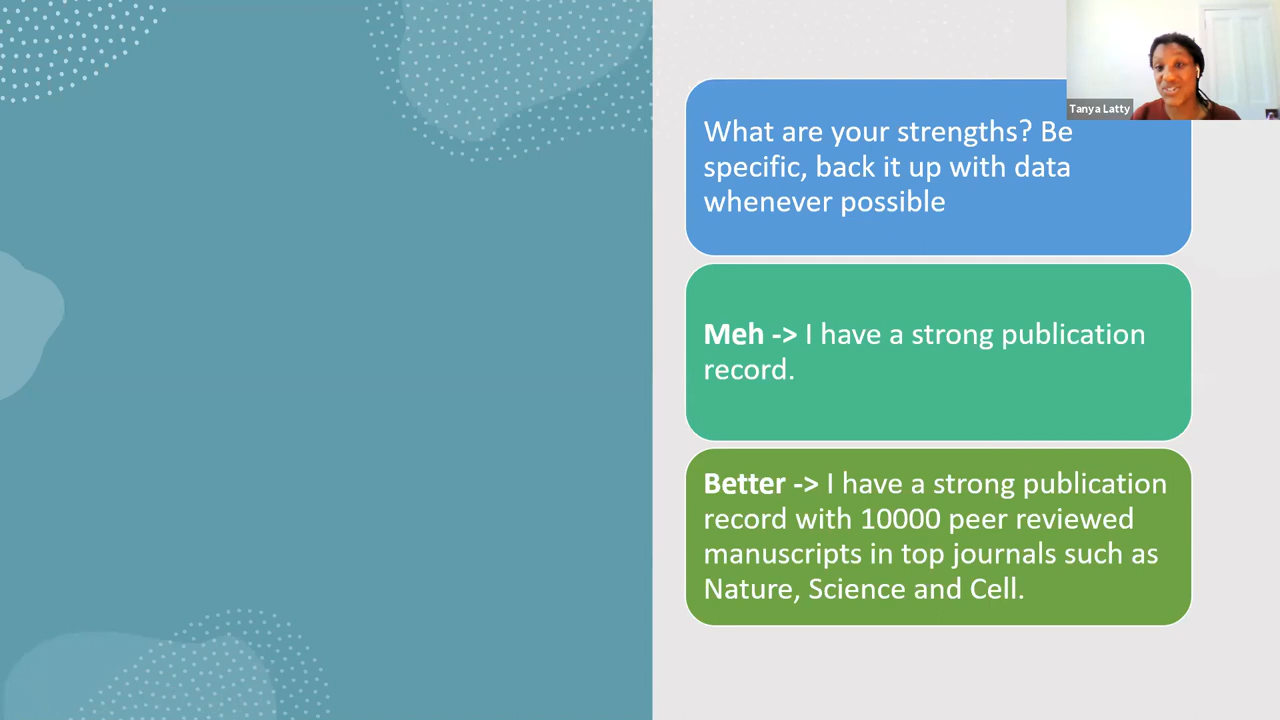 Tanya Latty
What are your strengths? Be
specific, back it up with data
whenever possible
Meh -> I have a strong publication
record.
Better -> I have a strong publication
record with 10000 peer reviewed
manuscripts in top journals such as
Nature, Science and Cell.